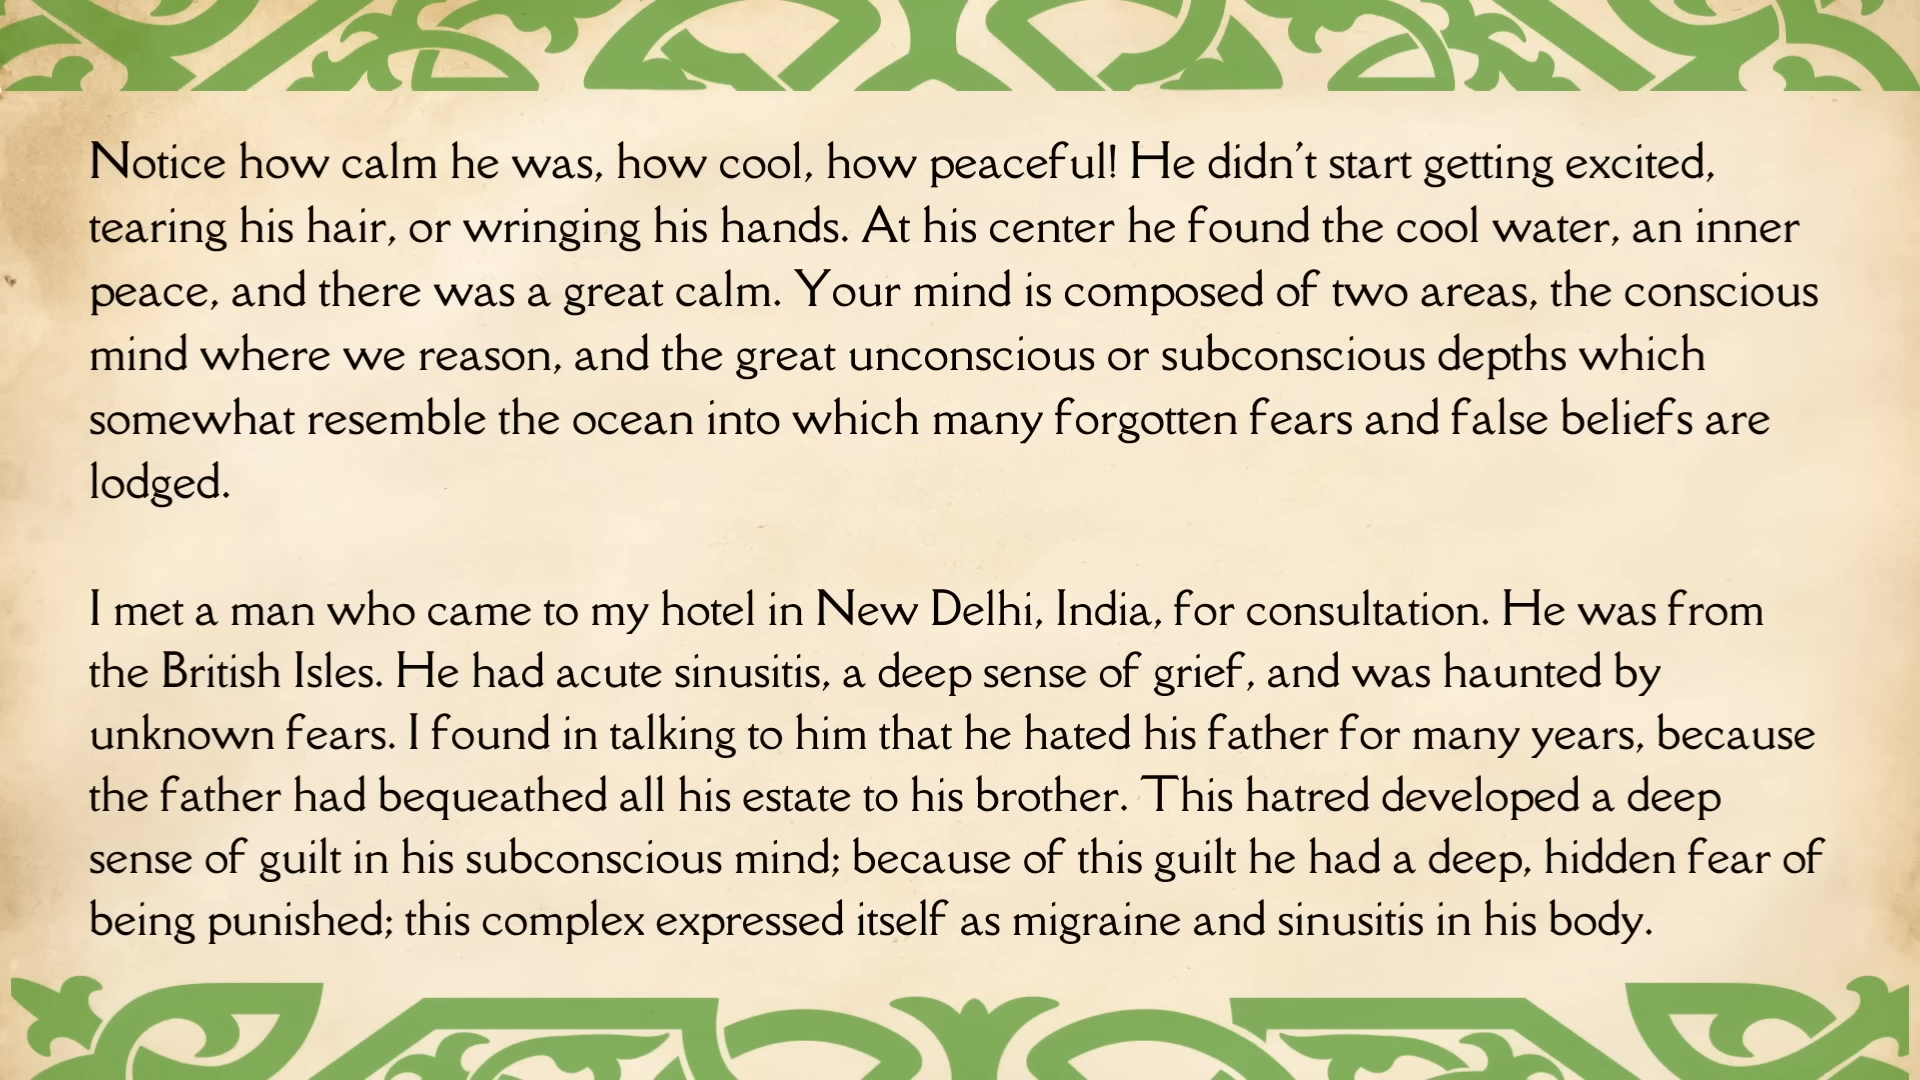 Notice how calm he was, how cool, how peaceful! He didn’t start getting excited,
tearing his hair, or wringing his hands. At his center he found the cool water, an inner
peace, and there was a great calm. Your mind is composed of two areas, the conscious
mind where we reason, and the great unconscious or subconscious depths which
somewhat resemble the ocean into which many forgotten fears and false beliefs are
lodged.
I met a man who came to my hotel in New Delhi, India, for consultation. He was from
the British Isles. He had acute sinusitis, a deep sense of grief, and was haunted by
unknown fears. I found in talking to him that he hated his father for many years, because
the father had bequeathed all his estate to his brother. This hatred developed a deep
sense of guilt in his subconscious mind; because of this guilt he had a deep, hidden fear of
being punished; this complex expressed itself as migraine and sinusitis in his body.